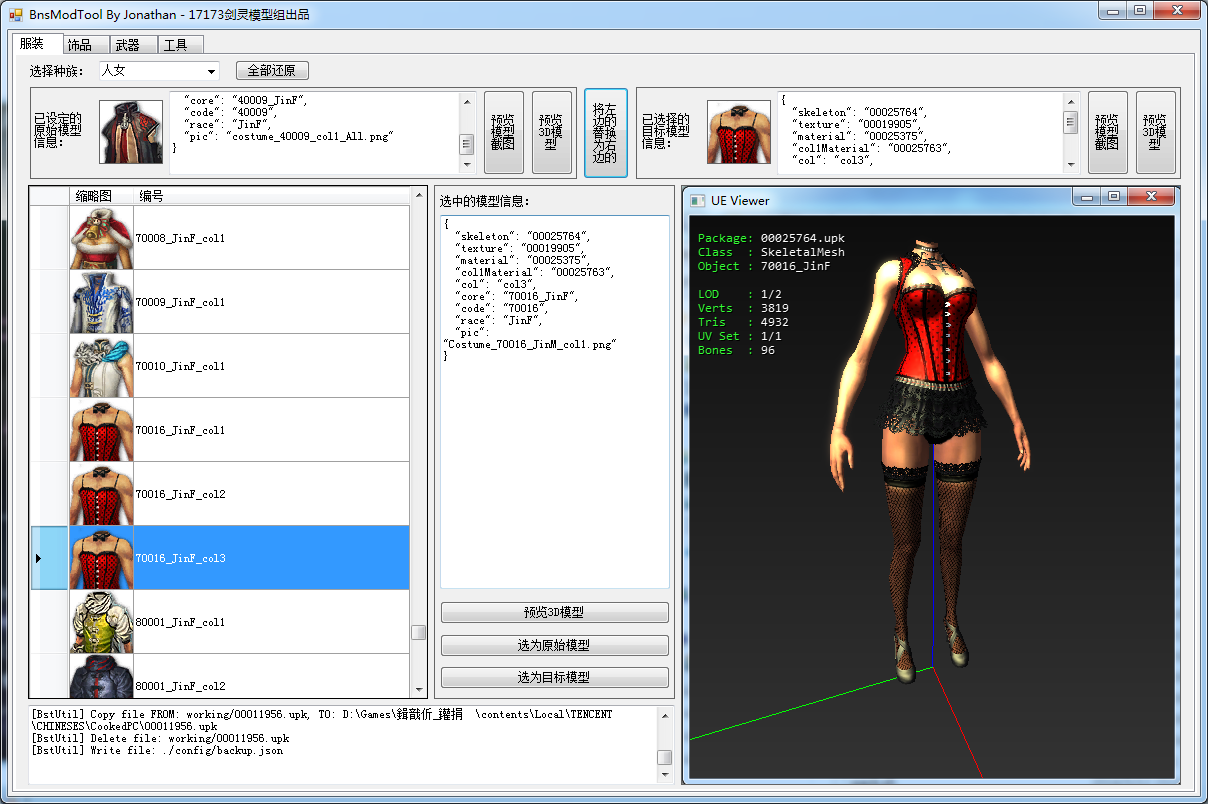 BnsModTool By Jonathan - 17173剑灵模型组出品
服装 饰品 武器 工具
选择种族: 人女 全部还原
已设定的
原始模型
信息:
"core": "40009_JinF",
"code": "40009",
"race": "JinF",
"pic": "costume_40009_col1_All.png"
}
预览
模型
截图
预览
3D模
型
将左
边的
替换
为右
边的
已选择的
目标模型
信息:
{
"skeleton": "00025764",
"texture": "00019905",
"material": "00025375",
"col1Material": "00025763",
"col": "col3",
预览
模型
截图
预览
3D模
型
缩略图 编号
70008_JinF_col1
70009_JinF_col1
70010_JinF_col1
70016_JinF_col1
70016_JinF_col2
70016_JinF_col3
80001_JinF_col1
80001_JinF_col2
选中的模型信息:
{
"skeleton": "00025764",
"texture": "00019905",
"material": "00025375",
"col1Material": "00025763",
"col": "col3",
"core": "70016_JinF",
"code": "70016",
"race": "JinF",
"pic":
"Costume_70016_JinM_col1.png"
}
预览3D模型
选为原始模型
选为目标模型
UE Viewer
Package: 00025764.upk
Class : SkeletalMesh
Object : 70016_JinF
LOD : 1/2
Verts : 3819
Tris : 4932
UV Set : 1/1
Bones : 96
[BstUtil] Copy file FROM: working/00011956.upk, TO: D:\Games\ \contents\Local\TENCENT
\CHINESES\CookedPC\00011956.upk
[BstUtil] Delete file: working/00011956.upk
[BstUtil] Write file: ./config/backup.json